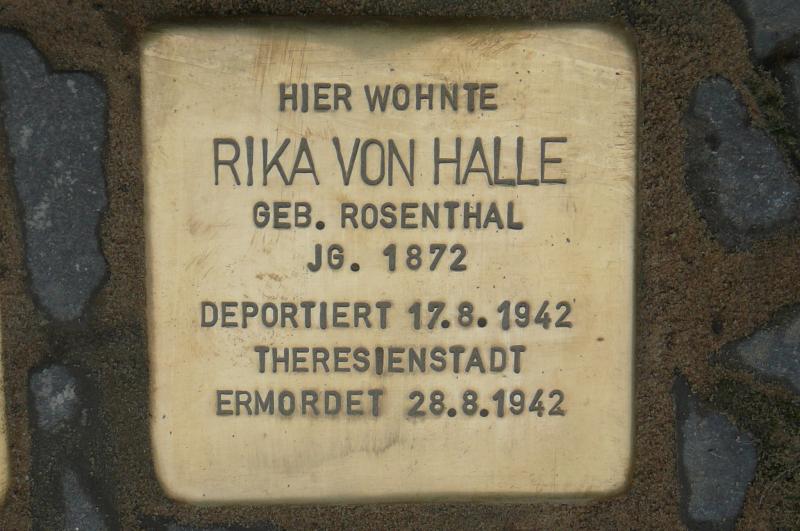 HIER WOHNTE
RIKA VON HALLE
GEB. ROSENTHAL
JG. 1872
DEPORTIERT 17.8.1942
THERESIENSTADT
ERMORDET 28.8.1942